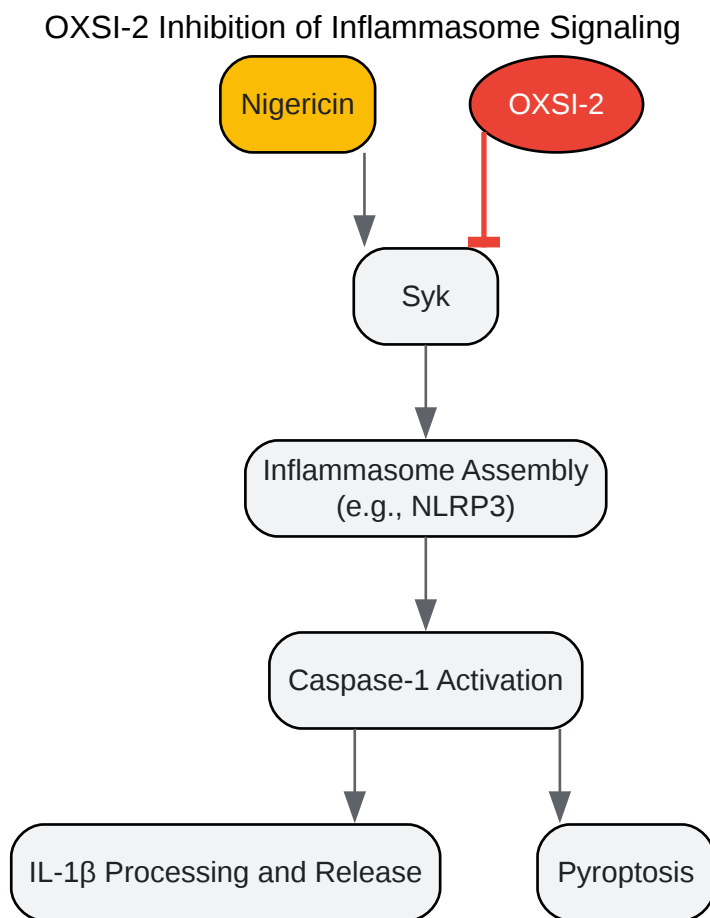 OXSI-2 Inhibition of Inflammasome Signaling
Nigericin
OXSI-2
Syk
Inflammasome Assembly
(e.g., NLRP3)
Caspase-1 Activation
IL-1β Processing and Release
Pyroptosis